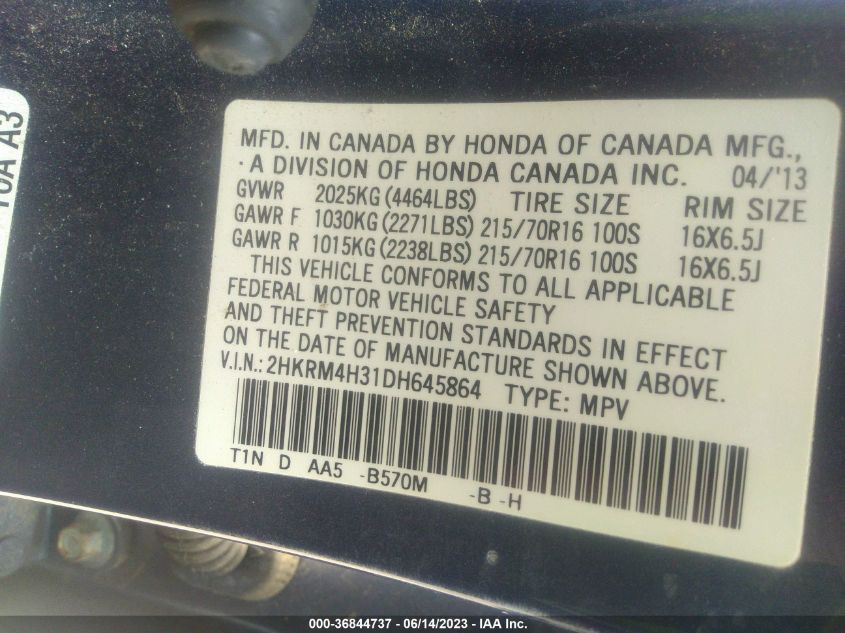 10A A3
MFD. IN CANADA BY HONDA OF CANADA MFG.,
· A DIVISION OF HONDA CANADA INC. 04/'13
GVWR 2025KG (4464LBS) TIRE SIZE RIM SIZE
GAWR F 1030KG (2271LBS) 215/70R16 100S 16X6.5J
GAWR R 1015KG (2238LBS) 215/70R16 100S 16X6.5J
THIS VEHICLE CONFORMS TO ALL APPLICABLE
FEDERAL MOTOR VEHICLE SAFETY
AND THEFT PREVENTION STANDARDS IN EFFECT
ON THE DATE OF MANUFACTURE SHOWN ABOVE.
V.I.N.: 2HKRM4H31DH645864 TYPE: MPV
T1N D AA5 -B570M -B -H
000-36844737 - 06/14/2023 - IAA Inc.